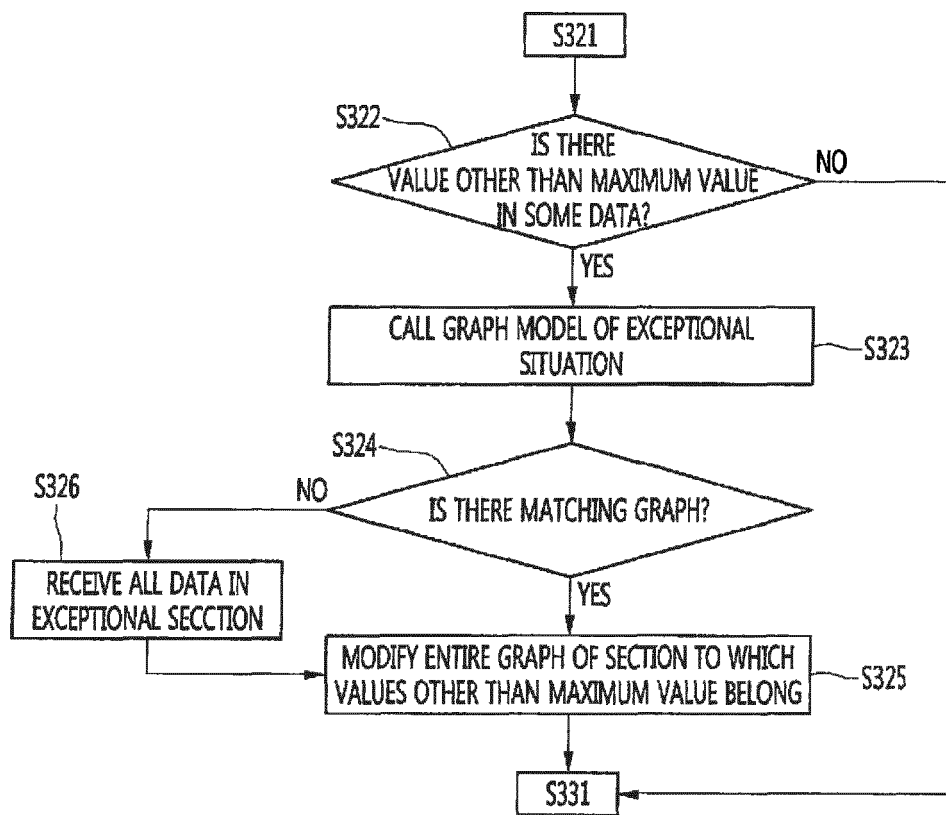 S321
S322
IS THERE
VALUE OTHER THAN MAXIMUM VALUE
IN SOME DATA?
NO
YES
CALL GRAPH MODEL OF EXCEPTIONAL
SITUATION
S323
S324
IS THERE MATCHING GRAPH?
NO
S326
YES
RECEIVE ALL DATA IN
EXCEPTIONAL SECCTION
MODIFY ENTIRE GRAPH OF SECTION TO WHICH
VALUES OTHER THAN MAXIMUM VALUE BELONG
S325
S331